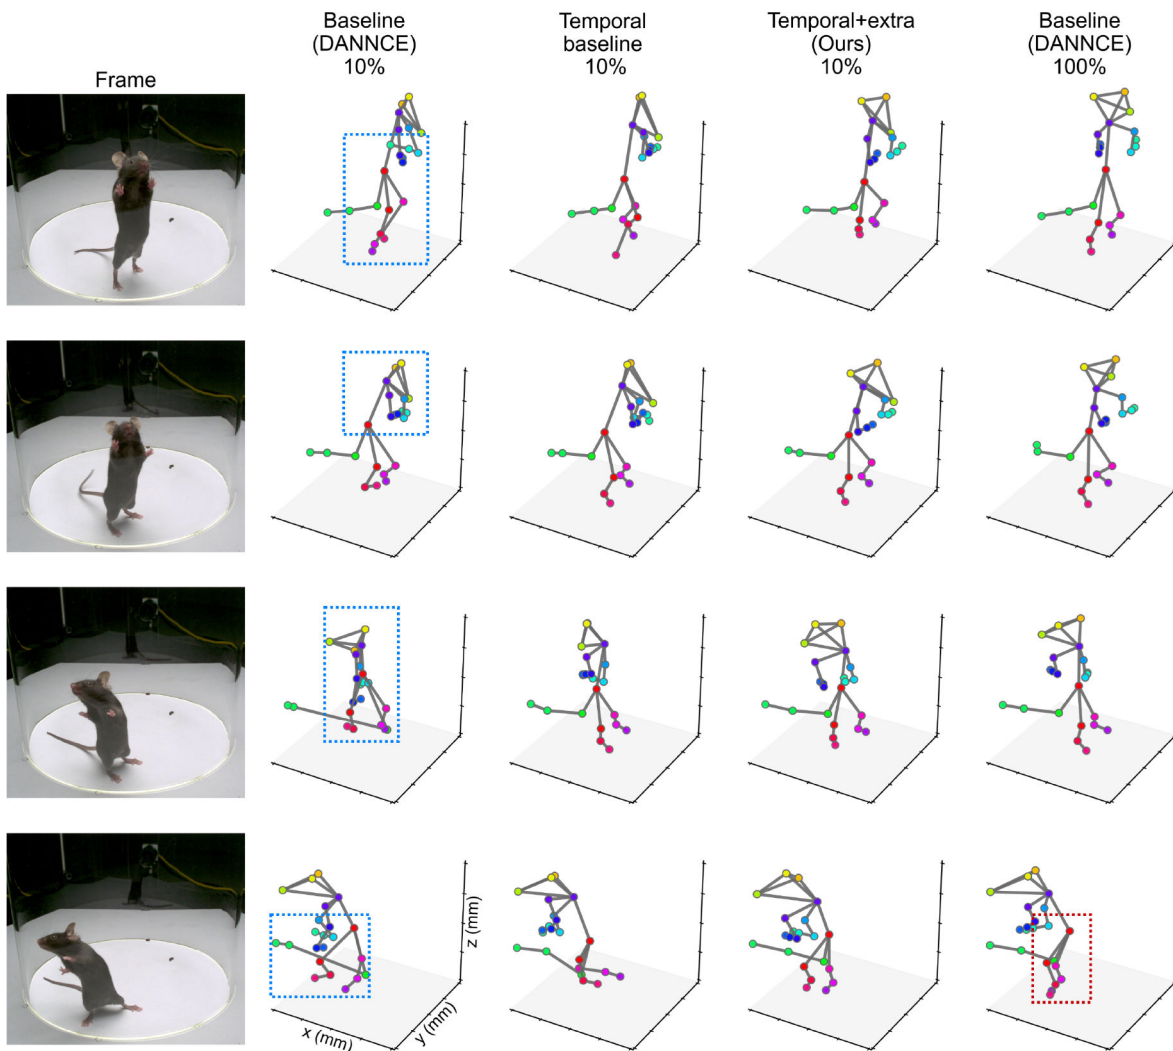 Frame
Baseline
(DANNCE)
10%
Temporal
baseline
10%
Temporal+extra
(Ours)
10%
Baseline
(DANNCE)
100%
x (mm)
y (mm)
z (mm)